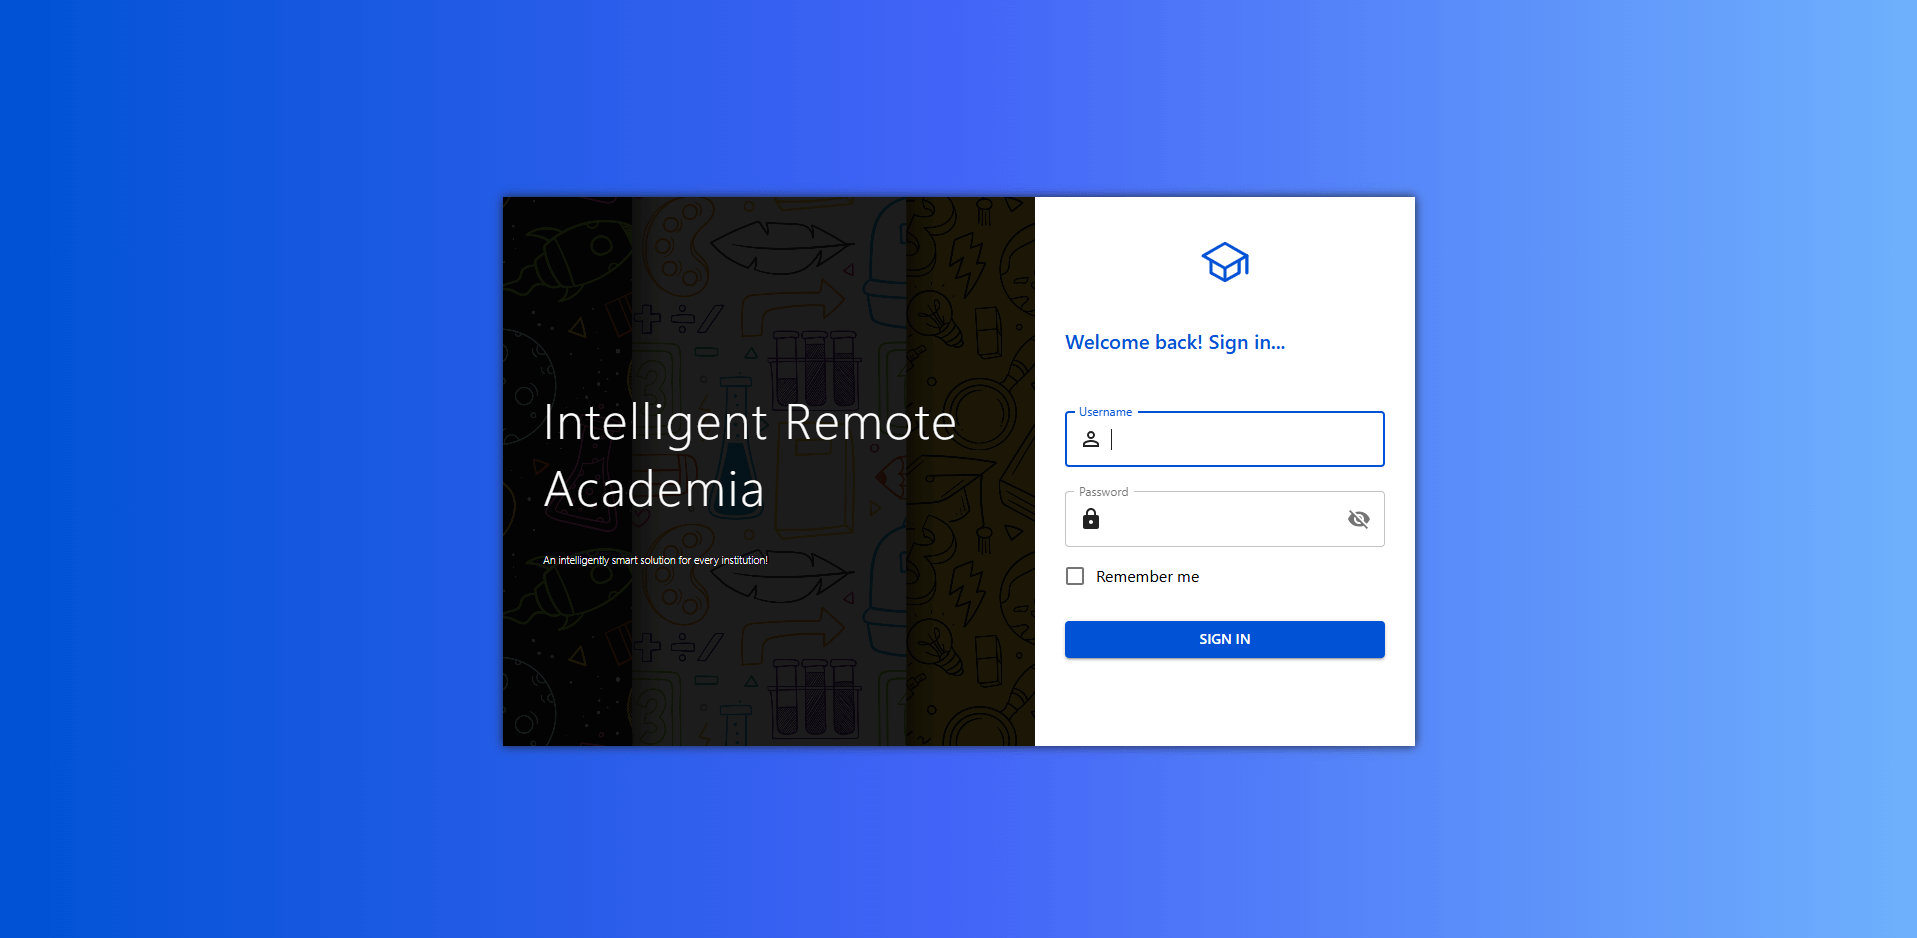 Intelligent Remote
Academia
An intelligently smart solution for every institution!
Welcome back! Sign in...
Username
Password
Remember me
SIGN IN